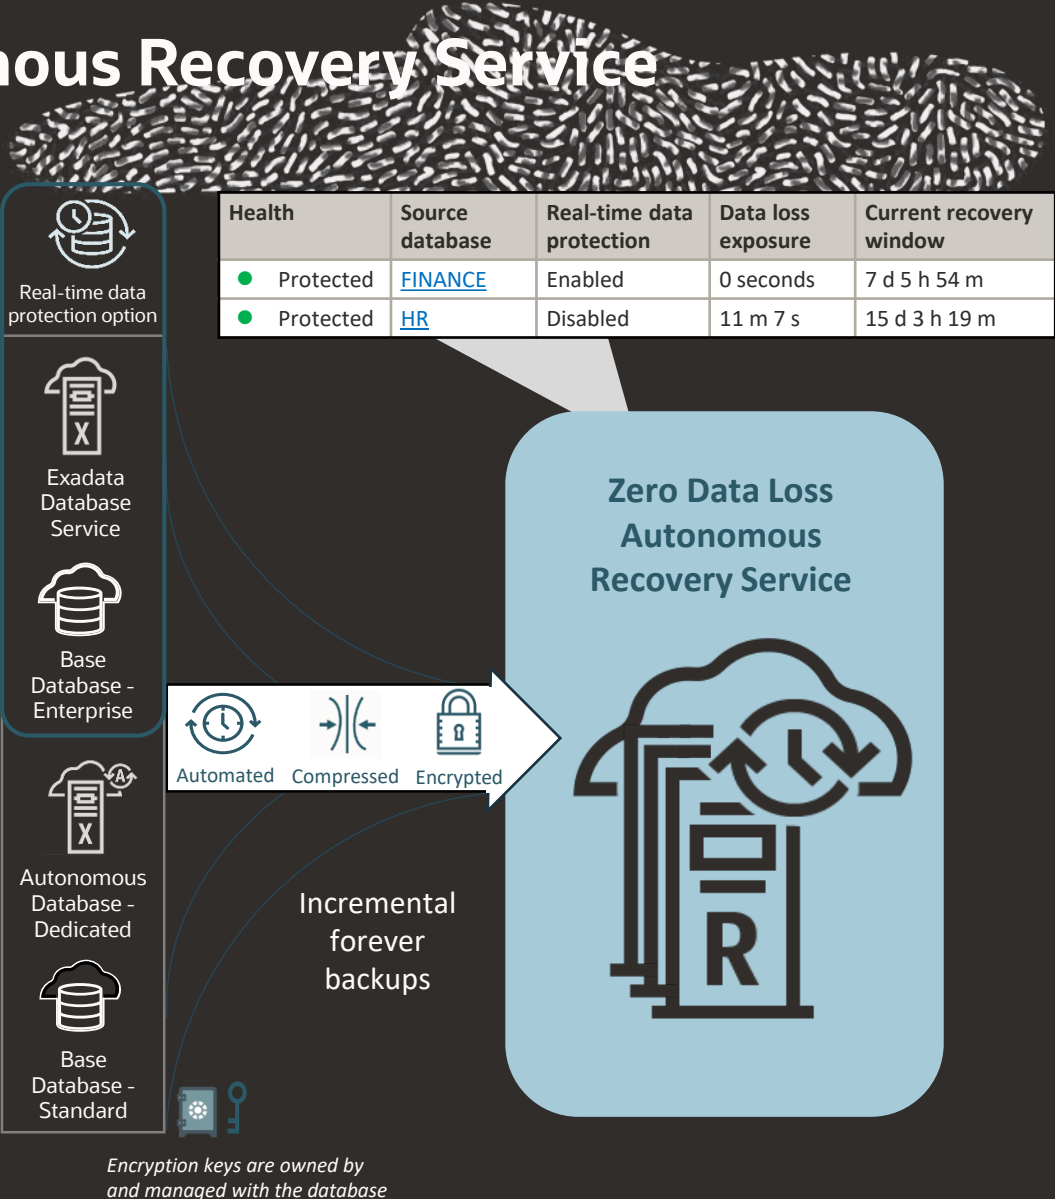 nous Recovery Service
Health Source database Real-time data protection Data loss exposure Current recovery window
Protected FINANCE Enabled 0 seconds 7 d 5 h 54 m
Protected HR Disabled 11 m 7 s 15 d 3 h 19 m
Real-time data
protection option
Exadata
Database
Service
X
Base
Database -
Enterprise
A
X
Autonomous
Database -
Dedicated
Base
Database -
Standard
Automated Compressed Encrypted
Incremental
forever
backups
Zero Data Loss
Autonomous
Recovery Service
R
Encryption keys are owned by
and managed with the database